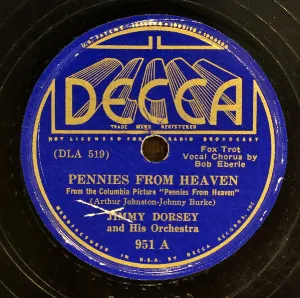 DECCA
TRADE MARK REGISTERED
NOT LICENSED FOR RADIO BROADCAST
(DLA 519)
Fox Trot
Vocal Chorus by
Bob Eberle
PENNIES FROM HEAVEN
From the Columbia Picture "Pennies From Heaven"
(Arthur Johnston-Johnny Burke)
JIMMY DORSEY
and His Orchestra
951 A
MANUFACTURED IN U.S.A. BY DECCA RECORDS, INC.